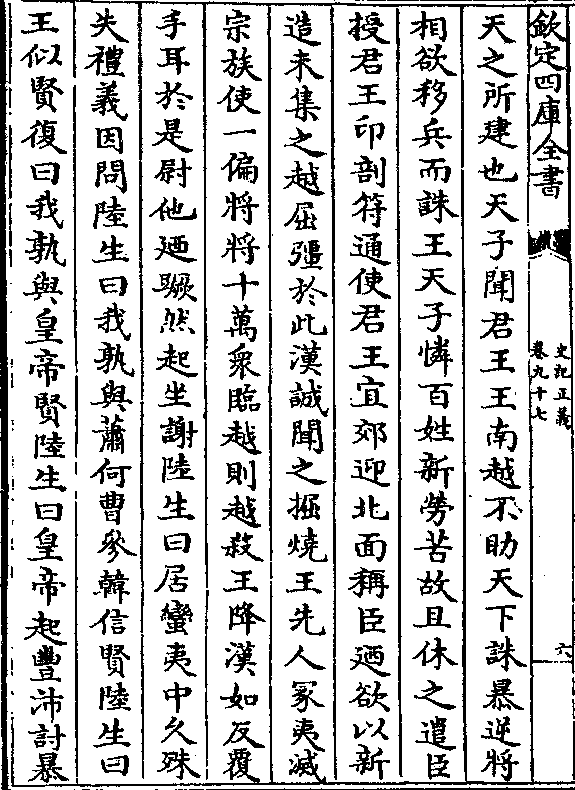 欽定四庫全書
史記正義
卷九十七
六
天之所建也天子聞君王王南越不助天下誅暴逆將
相欲移兵而誅王天子憐百姓新勞苦故且休之遣臣
授君王印剖符通使君王宜郊迎北面稱臣廼欲以新
造未集之越屈彊於此漢誠聞之掘燒王先人冢夷滅
宗族使一偏將將十萬衆臨越則越殺王降漢如反覆
手耳於是尉他廼蹶然起坐謝陸生曰居蠻夷中久殊
失禮義因問陸生曰我孰與蕭何曹參韓信賢陸生曰
王似賢復曰我孰與皇帝賢陸生曰皇帝起豐沛討暴